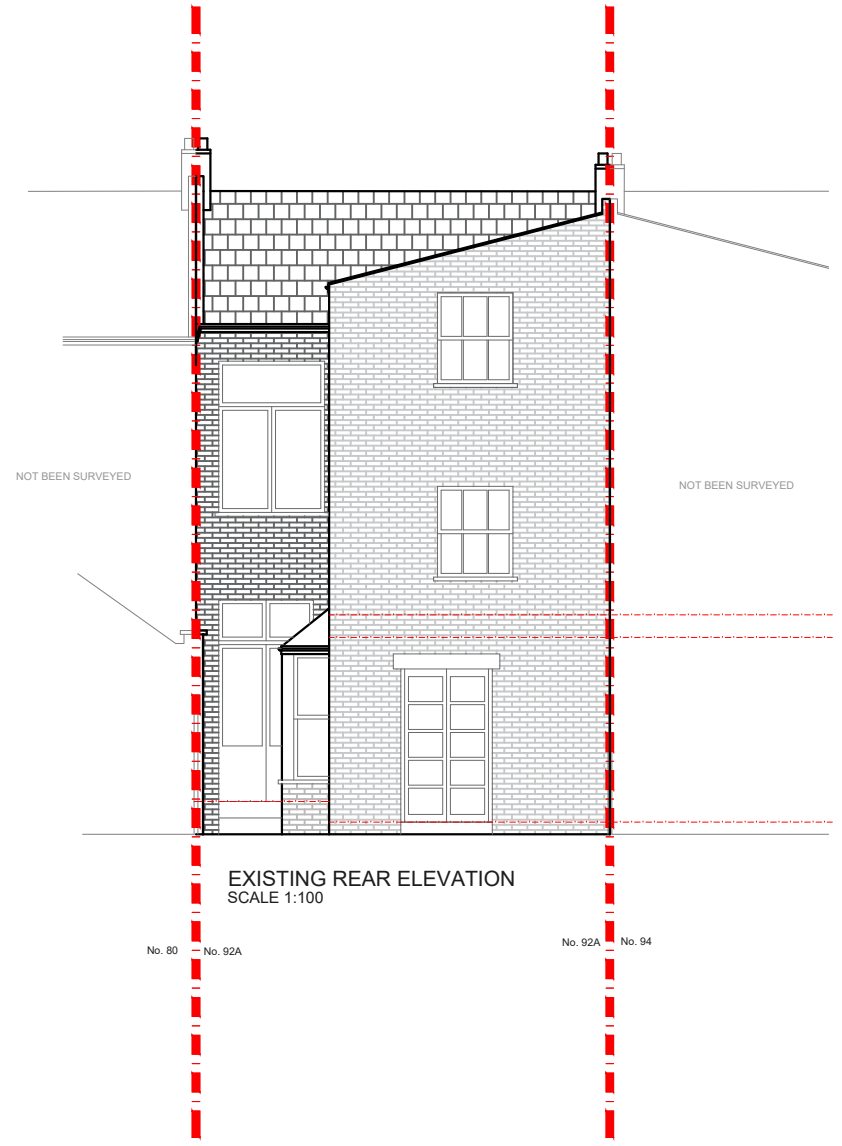 NOT BEEN SURVEYED
NOT BEEN SURVEYED
EXISTING REAR ELEVATION
SCALE 1:100
No. 80
No. 92A
No. 92A
No. 94